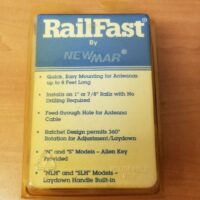 RailFast®
By
NEWMAR®
• Quick, Easy Mounting for Antennas
up to 8 Feet Long
• Installs on 1" or 7/8" Rails with No
Drilling Required
• Feed-through Hole for Antenna
Cable
• Ratchet Design permits 360°
Rotation for Adjustment/Laydown
• "N" and "S" Models – Allen Key
Provided
• "NLH" and "SLH" Models –
Laydown Handle Built-in